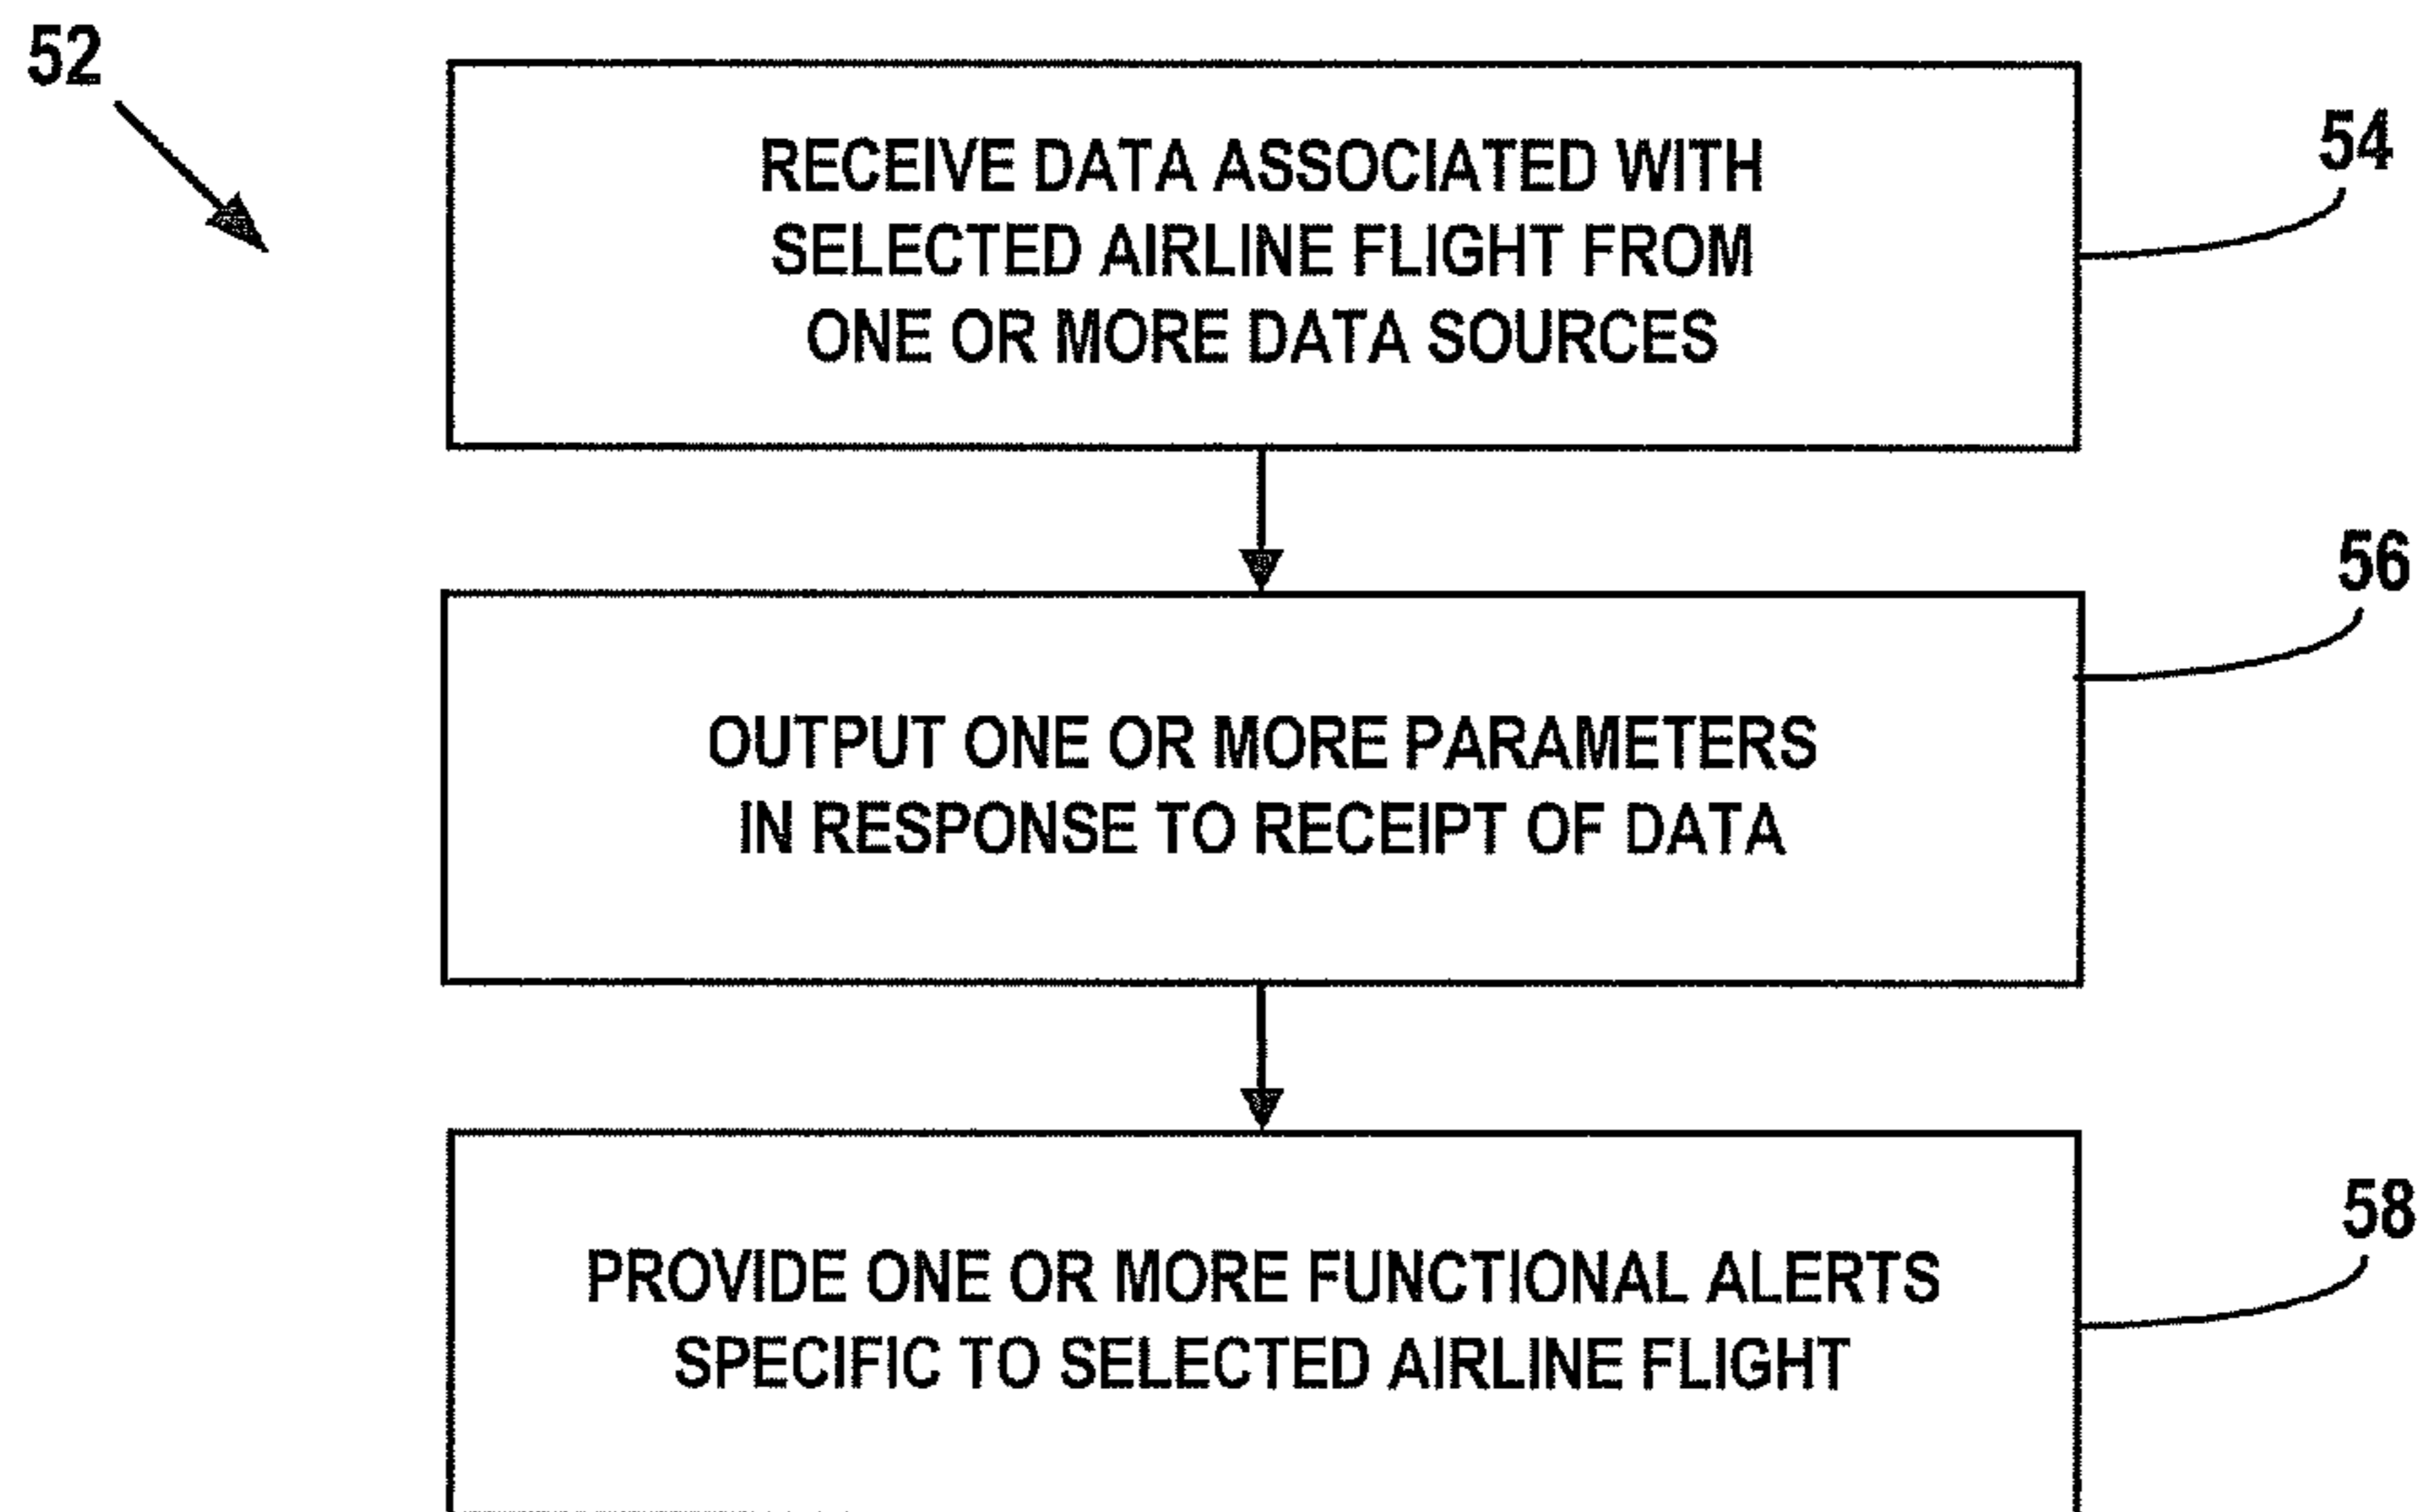 52
RECEIVE DATA ASSOCIATED WITH
SELECTED AIRLINE FLIGHT FROM
ONE OR MORE DATA SOURCES
54
OUTPUT ONE OR MORE PARAMETERS
IN RESPONSE TO RECEIPT OF DATA
56
PROVIDE ONE OR MORE FUNCTIONAL ALERTS
SPECIFIC TO SELECTED AIRLINE FLIGHT
58